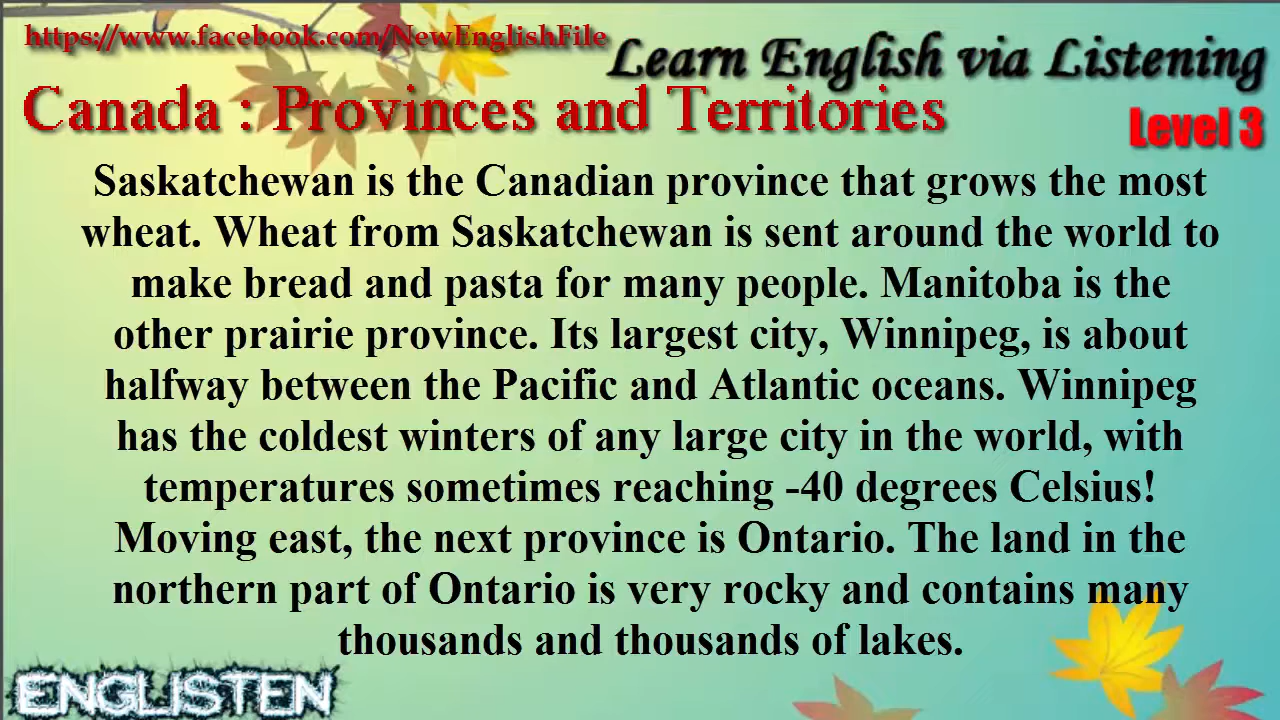 https://www.facebook.com/NewEnglishFile
Learn English via Listening
Canada : Provinces and Territories
Level 3
Saskatchewan is the Canadian province that grows the most
wheat. Wheat from Saskatchewan is sent around the world to
make bread and pasta for many people. Manitoba is the
other prairie province. Its largest city, Winnipeg, is about
halfway between the Pacific and Atlantic oceans. Winnipeg
has the coldest winters of any large city in the world, with
temperatures sometimes reaching -40 degrees Celsius!
Moving east, the next province is Ontario. The land in the
northern part of Ontario is very rocky and contains many
thousands and thousands of lakes.
ENGLISTEN